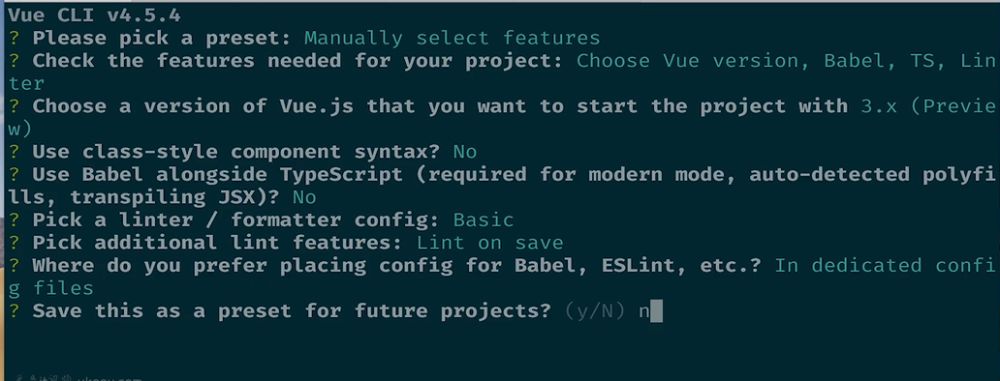 Vue CLI v4.5.4
? Please pick a preset: Manually select features
? Check the features needed for your project: Choose Vue version, Babel, TS, Lin
ter
? Choose a version of Vue.js that you want to start the project with 3.x (Previe
w)
? Use class-style component syntax? No
? Use Babel alongside TypeScript (required for modern mode, auto-detected polyfi
lls, transpiling JSX)? No
? Pick a linter / formatter config: Basic
? Pick additional lint features: Lint on save
? Where do you prefer placing config for Babel, ESLint, etc.? In dedicated confi
g files
? Save this as a preset for future projects? (y/N) n